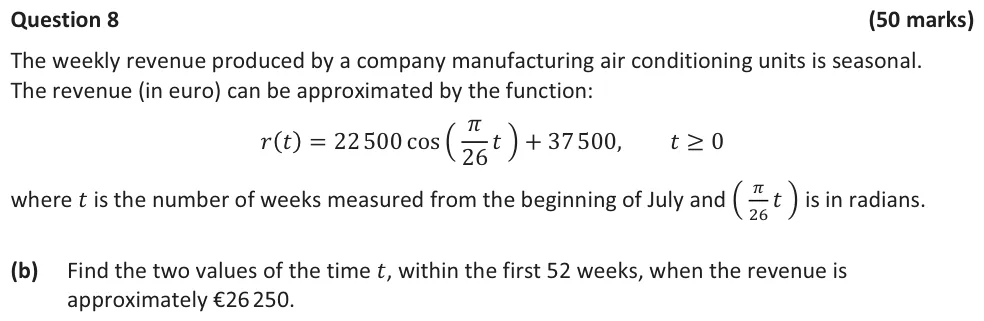 Question 8 (50 marks)
The weekly revenue produced by a company manufacturing air conditioning units is seasonal.
The revenue (in euro) can be approximated by the function:
r(t) = 22 500 cos (π/26 t) + 37 500, t ≥ 0
where t is the number of weeks measured from the beginning of July and (π/26 t) is in radians.
(b) Find the two values of the time t, within the first 52 weeks, when the revenue is
approximately €26 250.